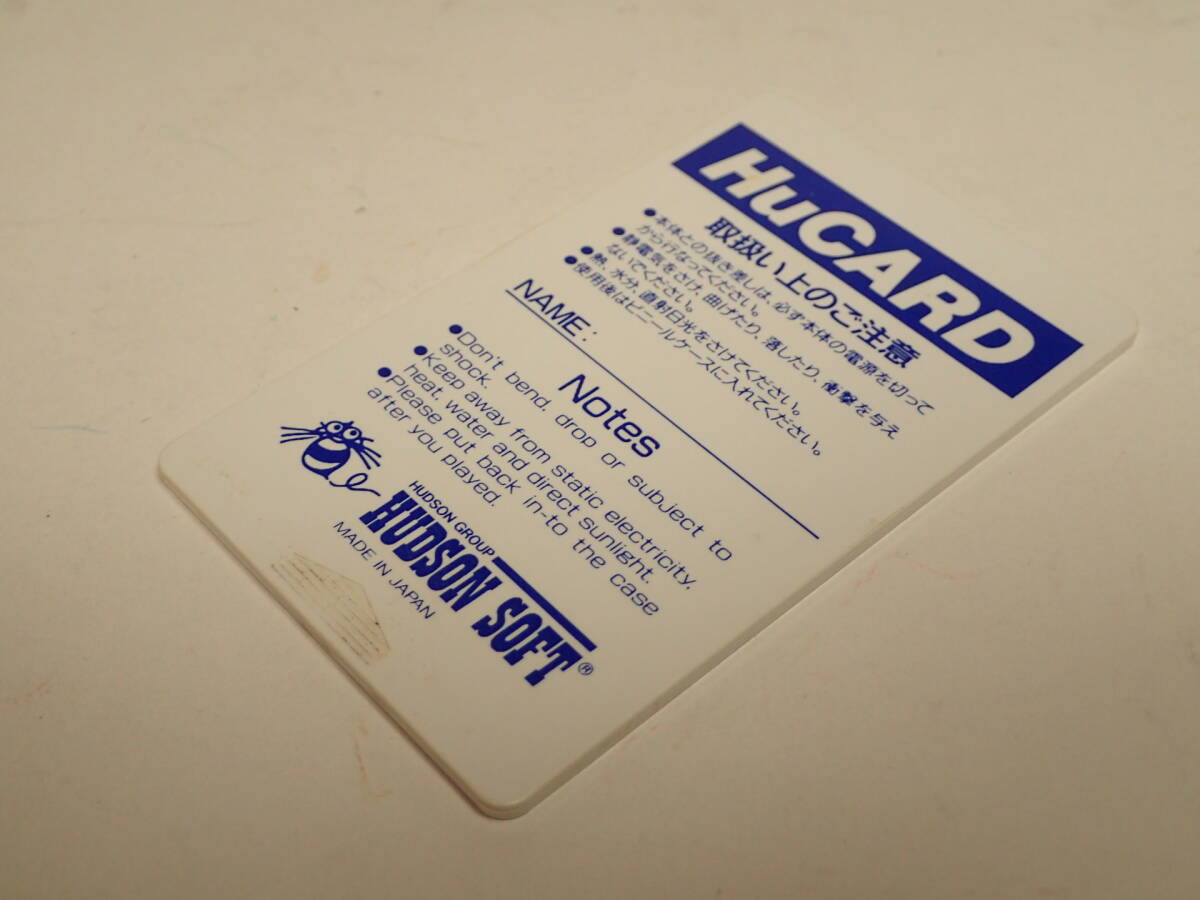 HuCARD
取扱い上のご注意
●本体との抜き差しは、必ず本体の電源を切って
から行なってください。
●静電気をさけ、曲げたり、落したり、衝撃を与え
ないでください。
●熱、水分、直射日光をさけてください。
●使用後はビニールケースに入れてください。
NAME:
Notes
●Don't bend, drop or subject to
shock.
●Keep away from static electricity,
heat, water and direct sunlight.
●Please put back in-to the case
after you played.
HUDSON GROUP
HUDSON SOFT®
MADE IN JAPAN